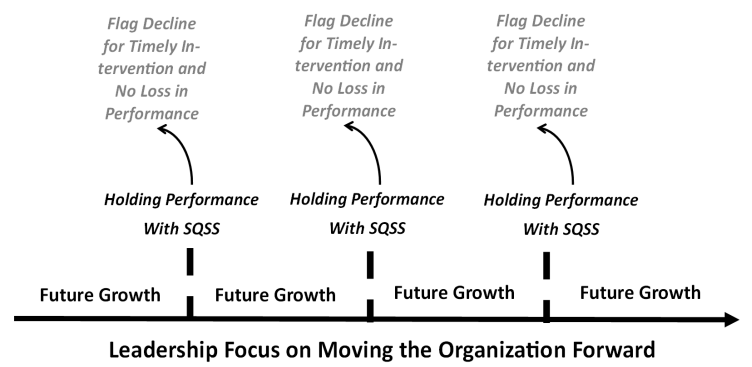 Flag Decline
for Timely In-
tervention and
No Loss in
Performance
Flag Decline
for Timely In-
tervention and
No Loss in
Performance
Flag Decline
for Timely In-
tervention and
No Loss in
Performance
Holding Performance
With SQSS
Holding Performance
With SQSS
Holding Performance
With SQSS
Future Growth
Future Growth
Future Growth
Future Growth
Leadership Focus on Moving the Organization Forward